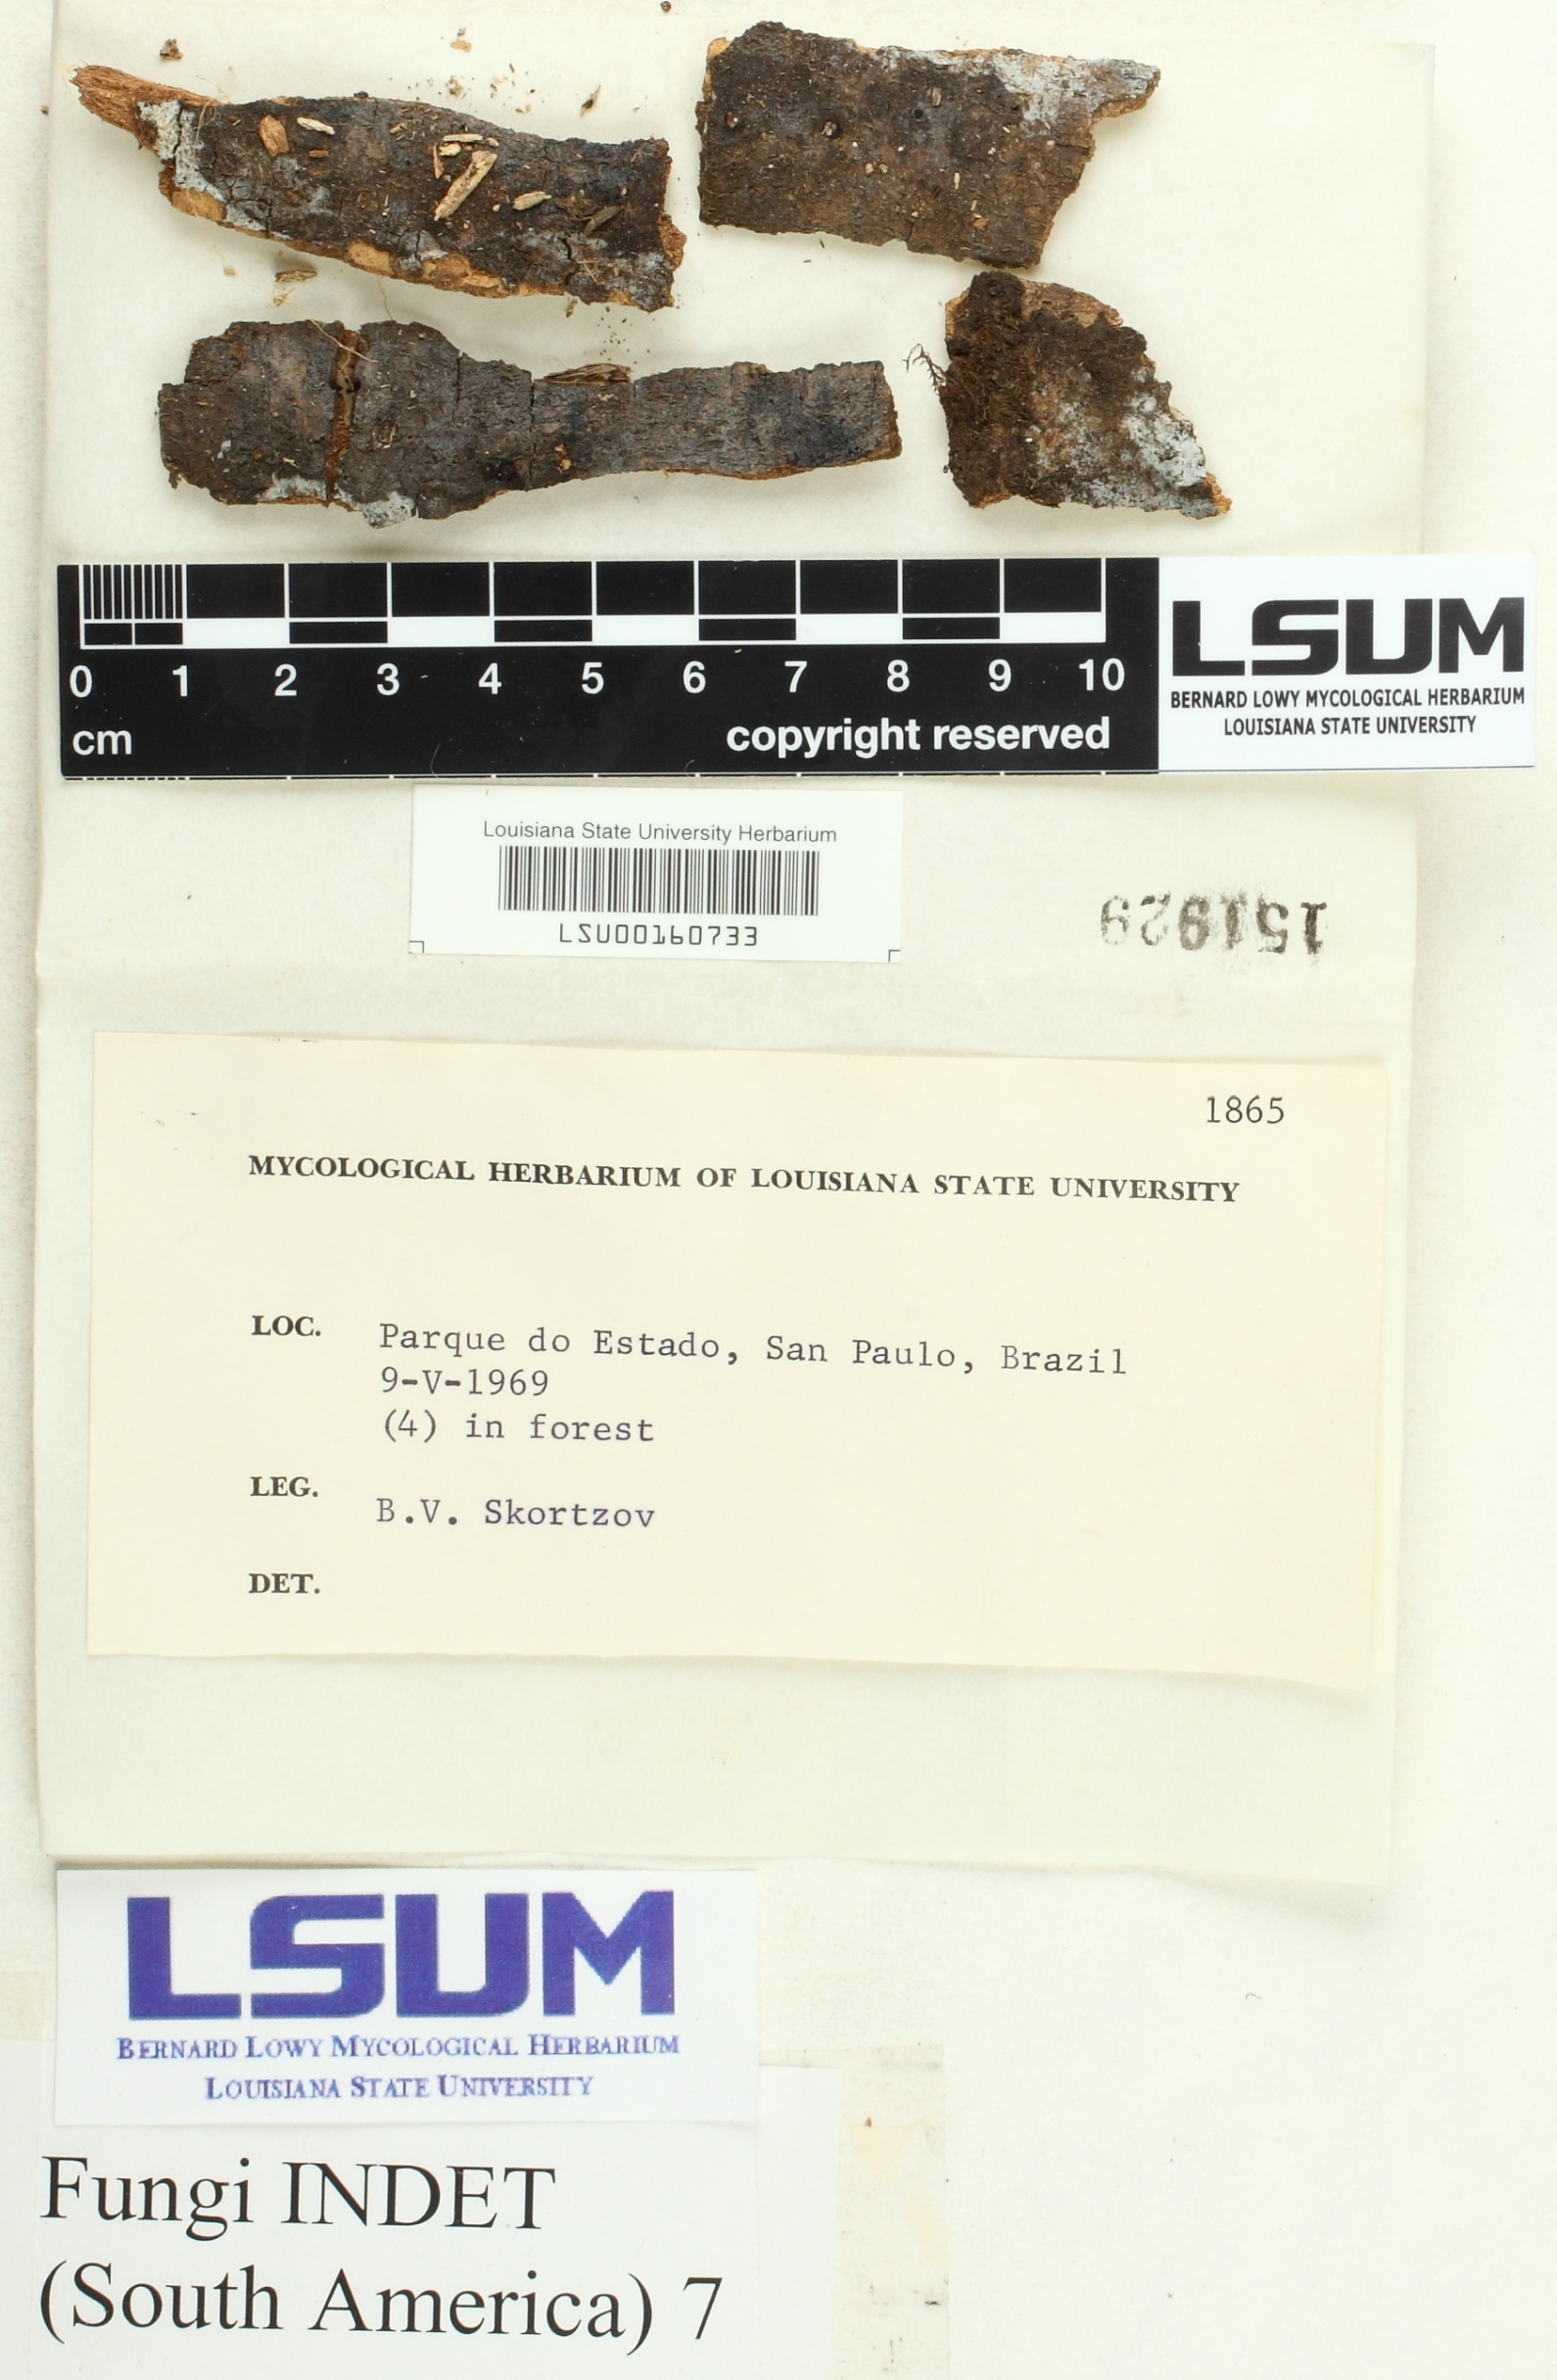 0 1 2 3 4 5 6 7 8 9 10
cm copyright reserved
LSUM
BERNARD LOWY MYCOLOGICAL HERBARIUM
LOUISIANA STATE UNIVERSITY
Louisiana State University Herbarium
LSU00160733
151929
1865
MYCOLOGICAL HERBARIUM OF LOUISIANA STATE UNIVERSITY
LOC. Parque do Estado, San Paulo, Brazil
9-V-1969
(4) in forest
LEG. B.V. Skortzov
DET.
LSUM
BERNARD LOWY MYCOLOGICAL HERBARIUM
LOUISIANA STATE UNIVERSITY
Fungi INDET
(South America) 7